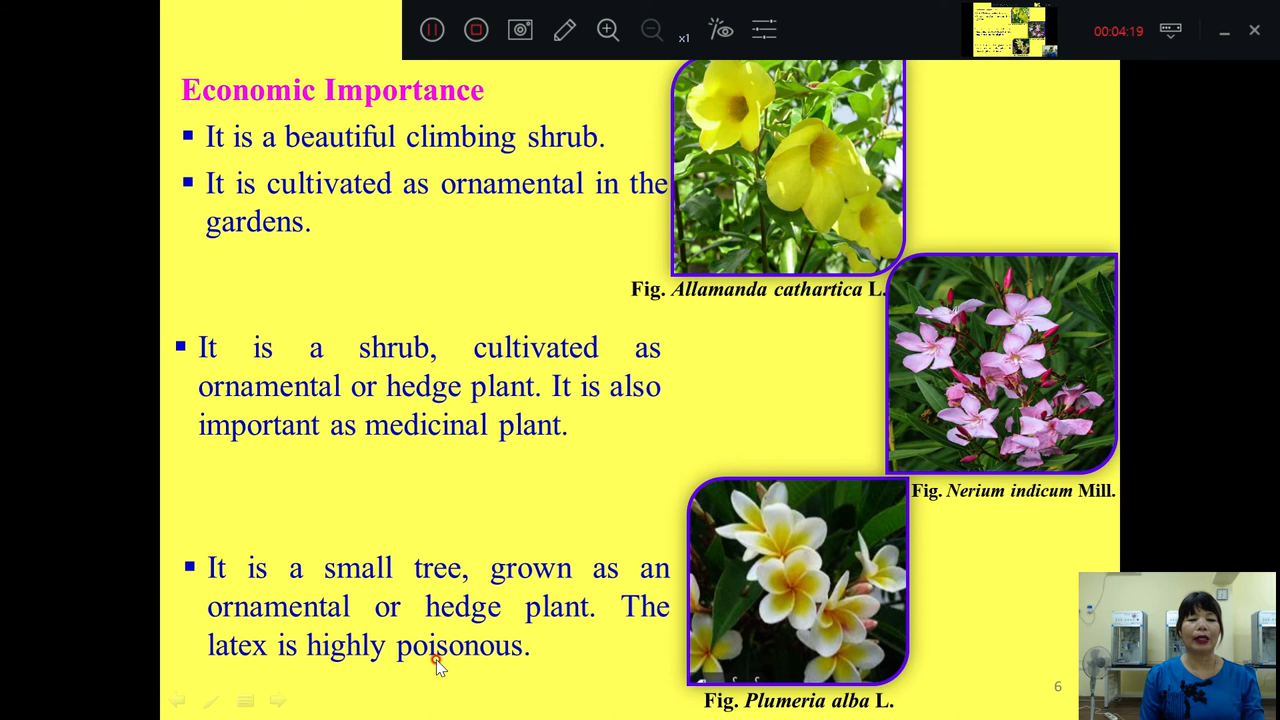 x1
00:04:19
Economic Importance
It is a beautiful climbing shrub.
It is cultivated as ornamental in the
gardens.
Fig. Allamanda cathartica L.
It is a shrub, cultivated as
ornamental or hedge plant. It is also
important as medicinal plant.
Fig. Nerium indicum Mill.
It is a small tree, grown as an
ornamental or hedge plant. The
latex is highly poisonous.
Fig. Plumeria alba L.
6